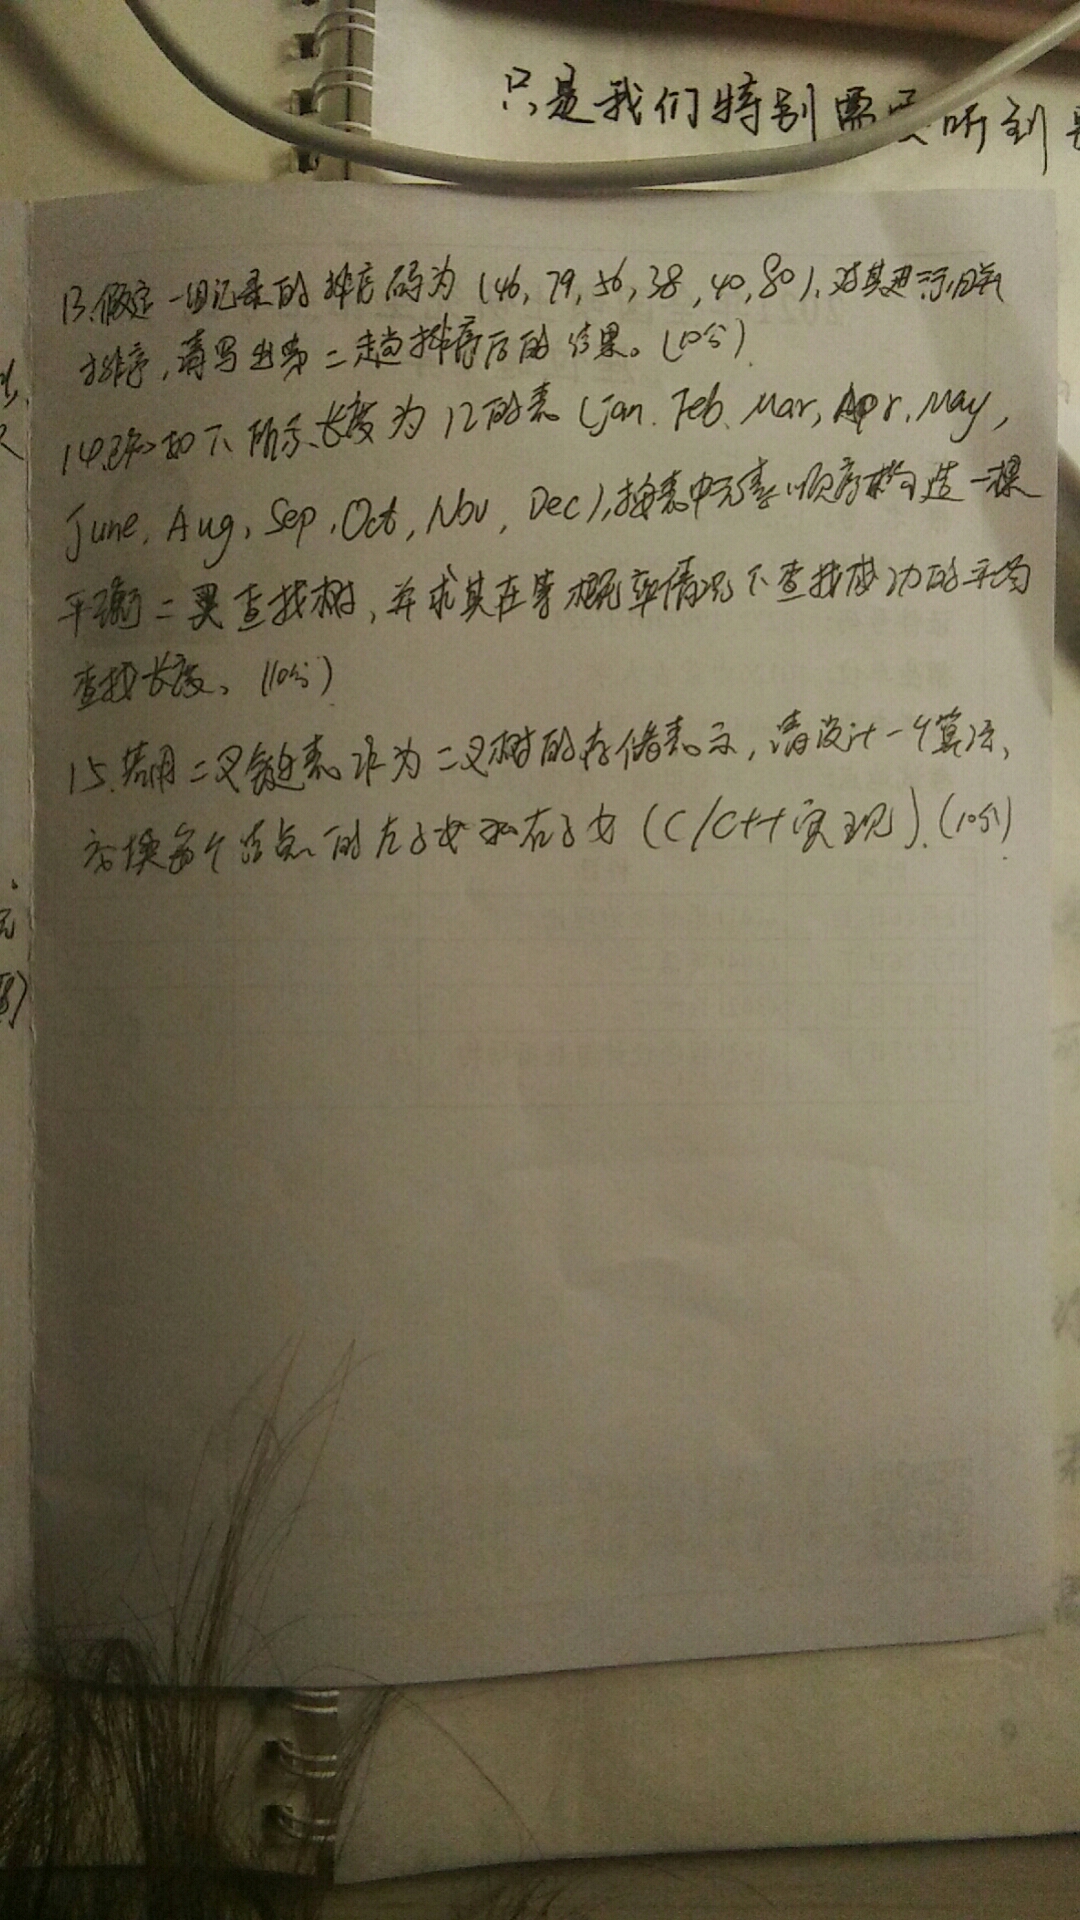 只是我们特别需要听到
13.假定一组记录的排序码为(46,79,56,38,40,80),对其进行归并
排序,请写出第二趟排序后的结果。(10分)
14.已知如下所示长度为12的表(Jan.Feb.Mar,Apr,May,
June,Aug,Sep,Oct,Nov,Dec),按表中元素顺序构造一棵
平衡二叉查找树,并求其在等概率情况下查找成功的平均
查找长度。(10分)
15.若用二叉链表作为二叉树的存储表示,请设计一个算法,
交换每个结点的左子女和右子女(C/C++实现).(10分)